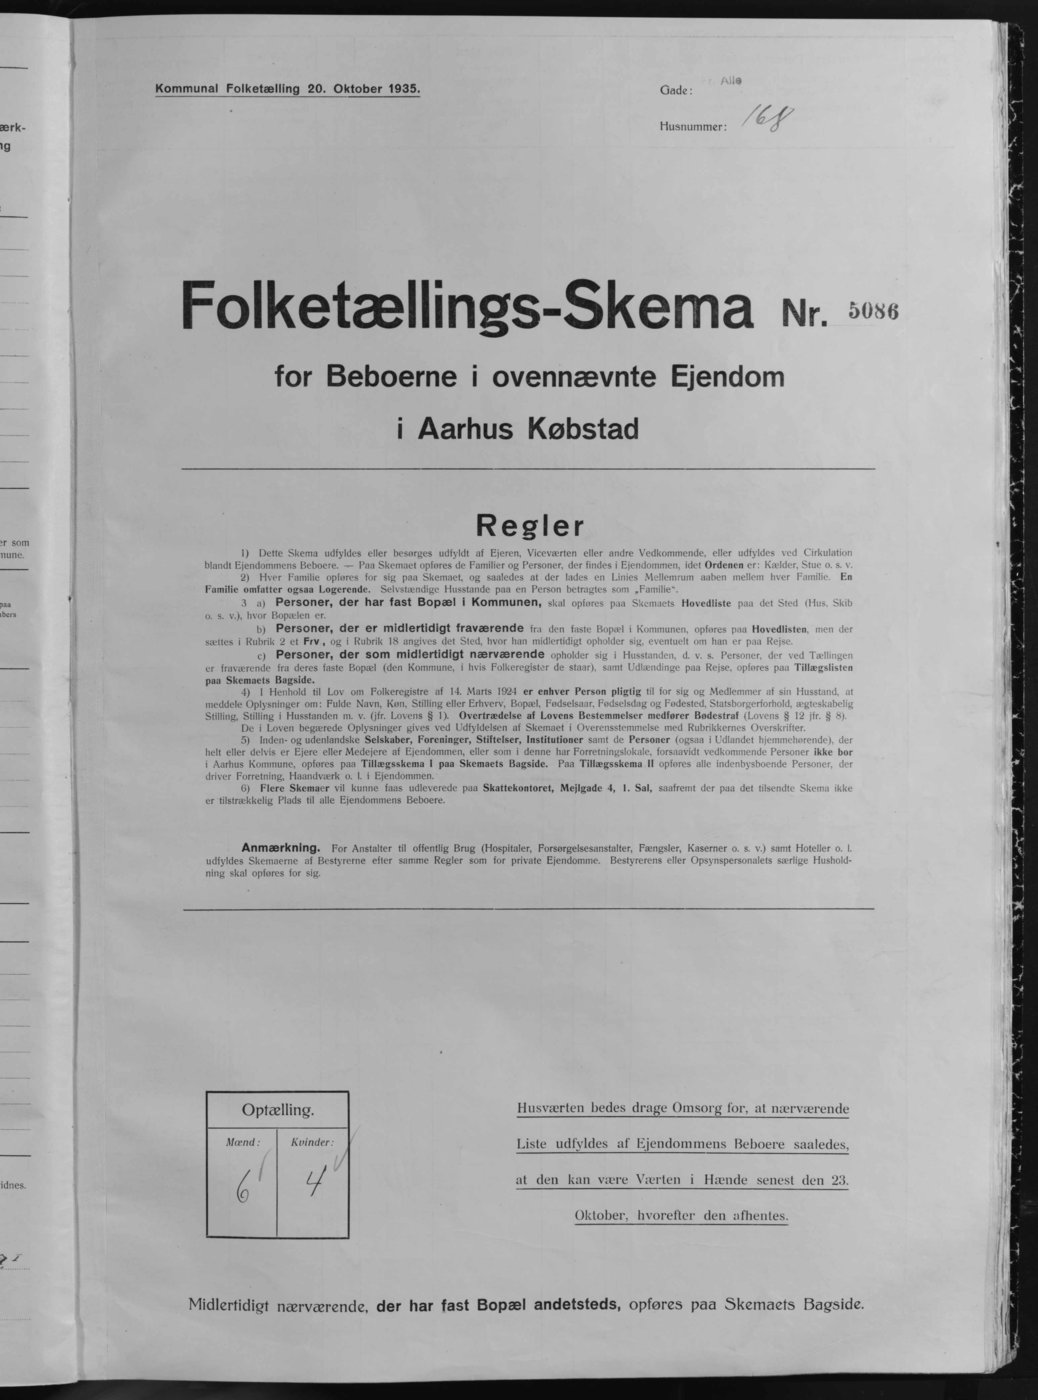 Kommunal Folketælling 20. Oktober 1935.
Gade: Alle
Husnummer: 168
Folketællings-Skema Nr. 5086
for Beboerne i ovennævnte Ejendom
i Aarhus Købstad
Regler
1) Dette Skema udfyldes eller besørges udfyldt af Ejeren, Viceværten eller andre Vedkommende, eller udfyldes ved Cirkulation
blandt Ejendommens Beboere. — Paa Skemaet opføres de Familier og Personer, der findes i Ejendommen, idet Ordenen er: Kælder, Stue o. s. v.
2) Hver Familie opføres for sig paa Skemaet, og saaledes at der lades en Linies Mellemrum aaben mellem hver Familie. En
Familie omfatter ogsaa Logerende. Selvstændige Husstande paa en Person betragtes som „Familie“.
3 a) Personer, der har fast Bopæl i Kommunen, skal opføres paa Skemaets Hovedliste paa det Sted (Hus, Skib
o. s. v.), hvor Bopælen er.
b) Personer, der er midlertidigt fraværende fra den faste Bopæl i Kommunen, opføres paa Hovedlisten, men der
sættes i Rubrik 2 et Frv, og i Rubrik 18 angives det Sted, hvor han midlertidigt opholder sig, eventuelt om han er paa Rejse.
c) Personer, der som midlertidigt nærværende opholder sig i Husstanden, d. v. s. Personer, der ved Tællingen
er fraværende fra deres faste Bopæl (den Kommune, i hvis Folkeregister de staar), samt Udlændinge paa Rejse, opføres paa Tillægslisten
paa Skemaets Bagside.
4) I Henhold til Lov om Folkeregistre af 14. Marts 1924 er enhver Person pligtig til for sig og Medlemmer af sin Husstand, at
meddele Oplysninger om: Fulde Navn, Køn, Stilling eller Erhverv, Bopæl, Fødselsaar, Fødselsdag og Fødested, Statsborgerforhold, ægteskabelig
Stilling, Stilling i Husstanden m. v. (jfr. Lovens § 1). Overtrædelse af Lovens Bestemmelser medfører Bødestraf (Lovens § 12 jfr. § 8).
De i Loven begærede Oplysninger gives ved Udfyldelsen af Skemaet i Overensstemmelse med Rubrikkernes Overskrifter.
5) Inden- og udenlandske Selskaber, Foreninger, Stiftelser, Institutioner samt de Personer (ogsaa i Udlandet hjemmehørende), der
helt eller delvis er Ejere eller Medejere af Ejendommen, eller som i denne har Forretningslokale, forsaavidt vedkommende Personer ikke bor
i Aarhus Kommune, opføres paa Tillægsskema I paa Skemaets Bagside. Paa Tillægsskema II opføres alle indenbysboende Personer, der
driver Forretning, Haandværk o. l. i Ejendommen.
6) Flere Skemaer vil kunne faas udleverede paa Skattekontoret, Mejlgade 4, 1. Sal, saafremt der paa det tilsendte Skema ikke
er tilstrækkelig Plads til alle Ejendommens Beboere.
Anmærkning. For Anstalter til offentlig Brug (Hospitaler, Forsørgelsesanstalter, Fængsler, Kaserner o. s. v.) samt Hoteller o. l.
udfyldes Skemaerne af Bestyrerne efter samme Regler som for private Ejendomme. Bestyrerens eller Opsynspersonalets særlige Hushold-
ning skal opføres for sig.
Optælling.
Mænd: Kvinder:
6 4
Husværten bedes drage Omsorg for, at nærværende
Liste udfyldes af Ejendommens Beboere saaledes,
at den kan være Værten i Hænde senest den 23.
Oktober, hvorefter den afhentes.
Midlertidigt nærværende, der har fast Bopæl andetsteds, opføres paa Skemaets Bagside.